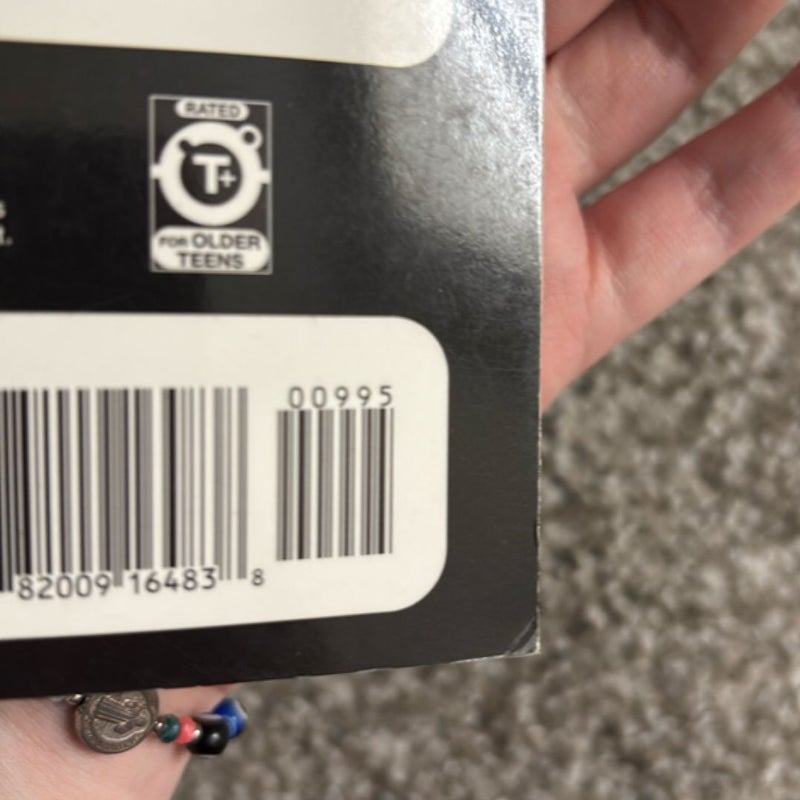 RATED
T+
FOR OLDER
TEENS
00995
82009 16483 8